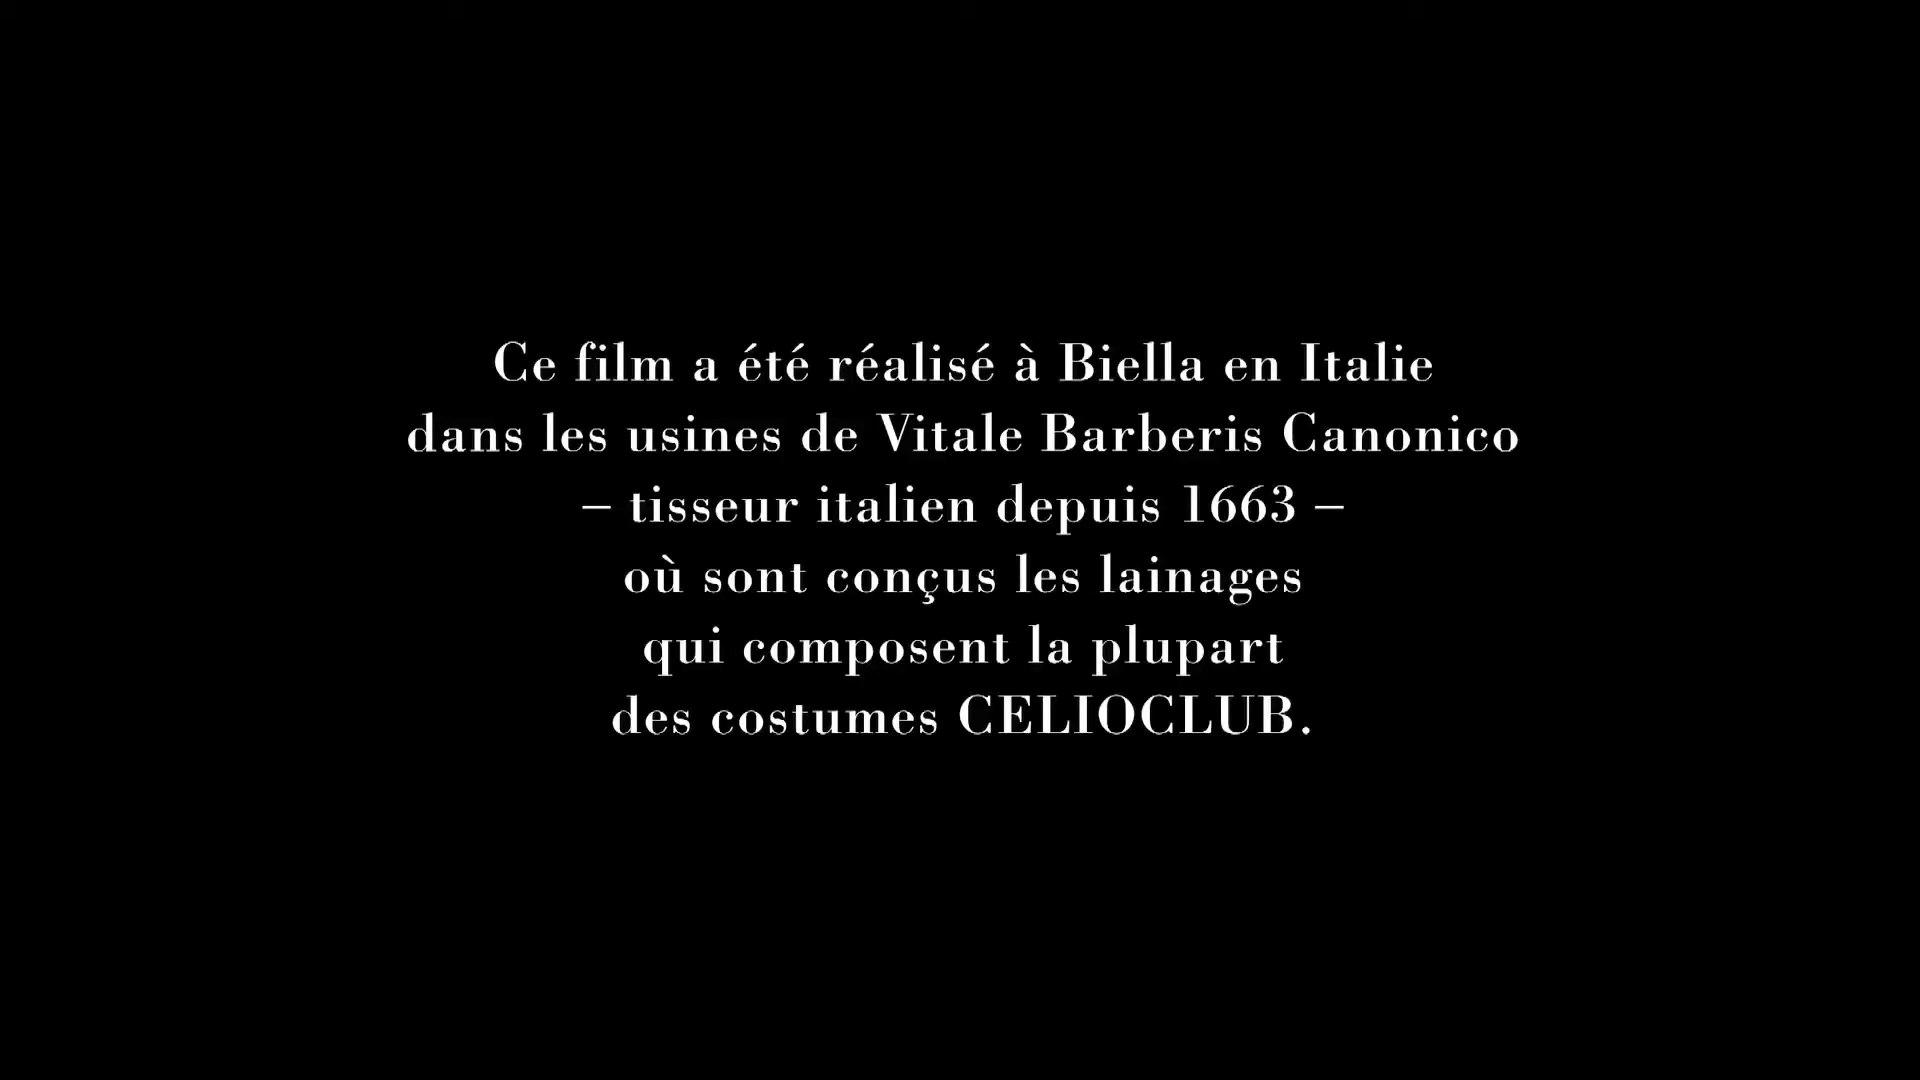 Ce film a été réalisé à Biella en Italie
dans les usines de Vitale Barberis Canonico
– tisseur italien depuis 1663 –
où sont conçus les lainages
qui composent la plupart
des costumes CELIOCLUB.